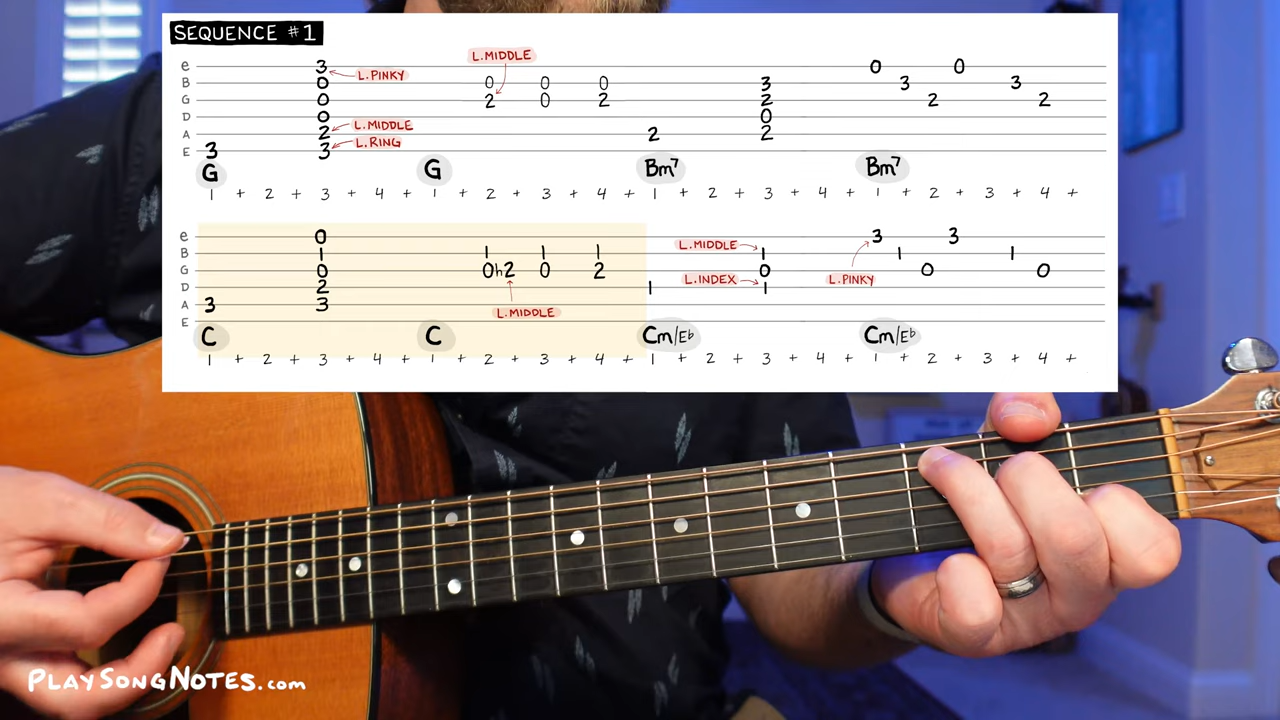 SEQUENCE #1
L.MIDDLE
e 3 0 0
B 0 L.PINKY 0 0 0 3 3 3
G 0 2 0 2 2 2 2
D 0 0
A 2 L.MIDDLE 2 2
E 3 3 L.RING
G G Bm7 Bm7
1 + 2 + 3 + 4 + 1 + 2 + 3 + 4 + 1 + 2 + 3 + 4 + 1 + 2 + 3 + 4 +
e 0 3 3
B 1 1 1 1 L.MIDDLE 1 1 1
G 0 0h2 0 2 0 0 0
D 2 1 L.INDEX 1 L.PINKY
A 3 3 L.MIDDLE
E
C C Cm/E♭ Cm/E♭
1 + 2 + 3 + 4 + 1 + 2 + 3 + 4 + 1 + 2 + 3 + 4 + 1 + 2 + 3 + 4 +
PLAYSONGNOTES.COM